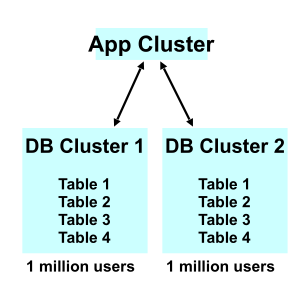 App Cluster
DB Cluster 1
Table 1
Table 2
Table 3
Table 4
1 million users
DB Cluster 2
Table 1
Table 2
Table 3
Table 4
1 million users